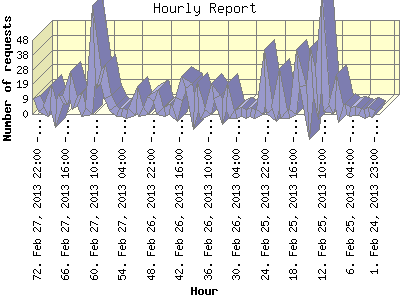 Hourly Report
Number of requests
48
38
28
19
9
0
72. Feb 27, 2013 22:00 -...
66. Feb 27, 2013 16:00 -...
60. Feb 27, 2013 10:00 -...
54. Feb 27, 2013 04:00 -...
48. Feb 26, 2013 22:00 -...
42. Feb 26, 2013 16:00 -...
36. Feb 26, 2013 10:00 -...
30. Feb 26, 2013 04:00 -...
24. Feb 25, 2013 22:00 -...
18. Feb 25, 2013 16:00 -...
12. Feb 25, 2013 10:00 -...
6. Feb 25, 2013 04:00 -...
1. Feb 24, 2013 23:00 -...
Hour